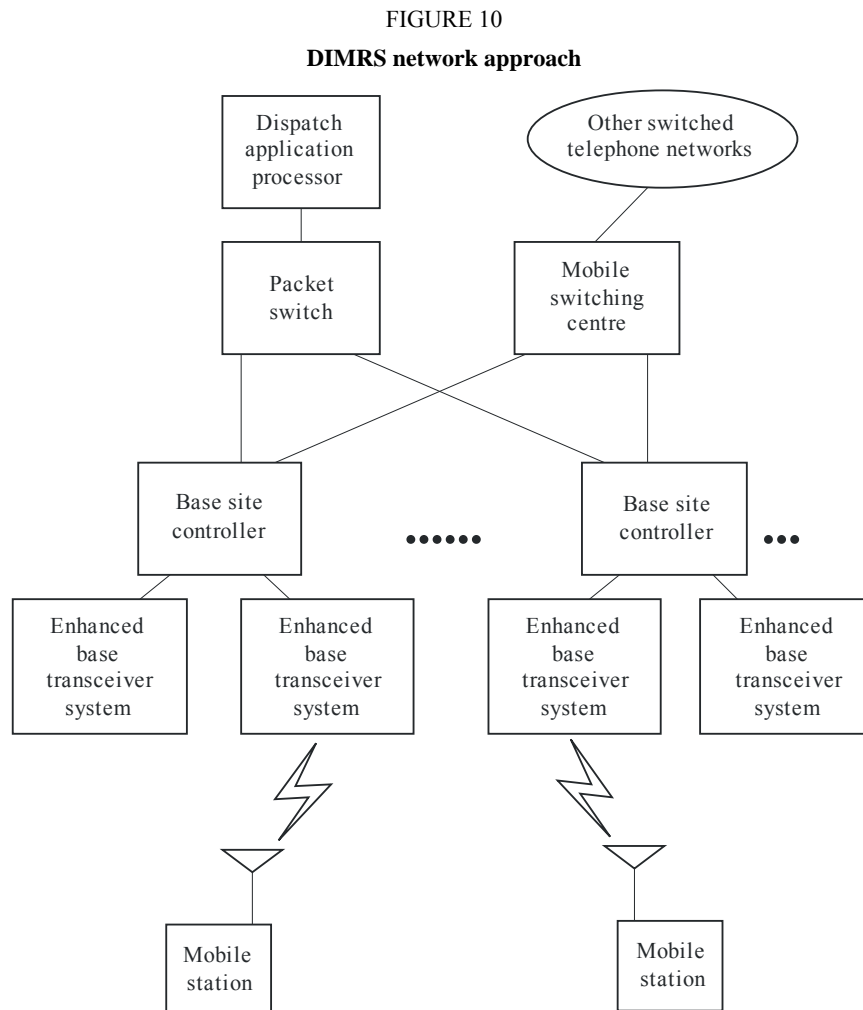 FIGURE 10
DIMRS network approach
Dispatch
application
processor
Other switched
telephone networks
Packet
switch
Mobile
switching
centre
Base site
controller
Base site
controller
Enhanced
base
transceiver
system
Enhanced
base
transceiver
system
Enhanced
base
transceiver
system
Enhanced
base
transceiver
system
Mobile
station
Mobile
station